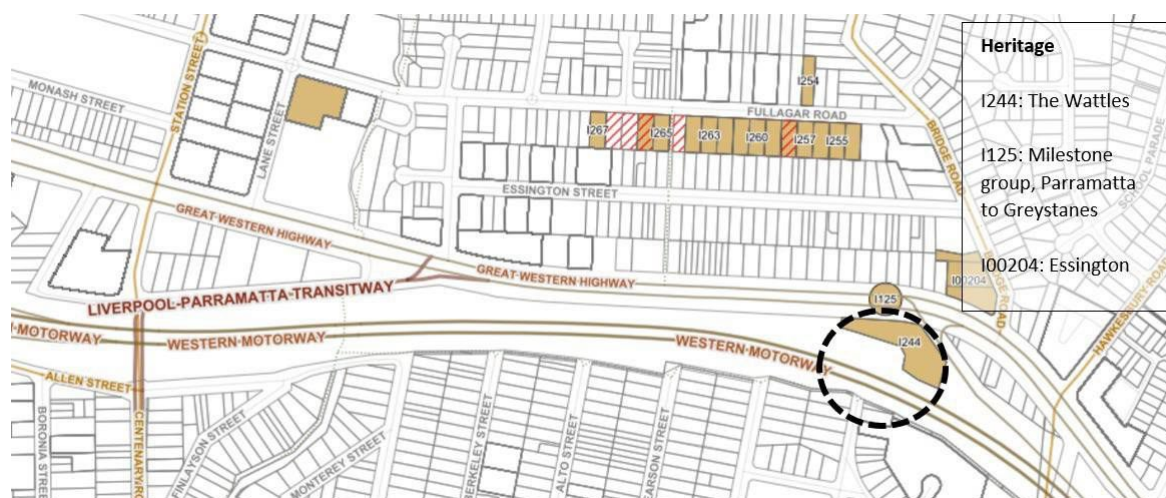 Heritage
I244: The Wattles
I125: Milestone
group, Parramatta
to Greystanes
I00204: Essington
MONASH STREET
STATION STREET
LANE STREET
I254
FULLAGAR ROAD
I267
I265
I263
I260
I257
I255
BRIDGE ROAD
SCHOOL PARADE
ESSINGTON STREET
GREAT WESTERN HIGHWAY
GREAT WESTERN HIGHWAY
I00204
BRIDGE ROAD
HAWKESBURY ROAD
LIVERPOOL-PARRAMATTA-TRANSITWAY
I125
I244
N-MOTORWAY
WESTERN-MOTORWAY
WESTERN-MOTORWAY
ALLEN STREET
BORONIA STREET
CENTENARY RO
FINLAYSON STREET
MONTEREY STREET
BERKELEY STREET
ALTO STREET
EARSON STREET